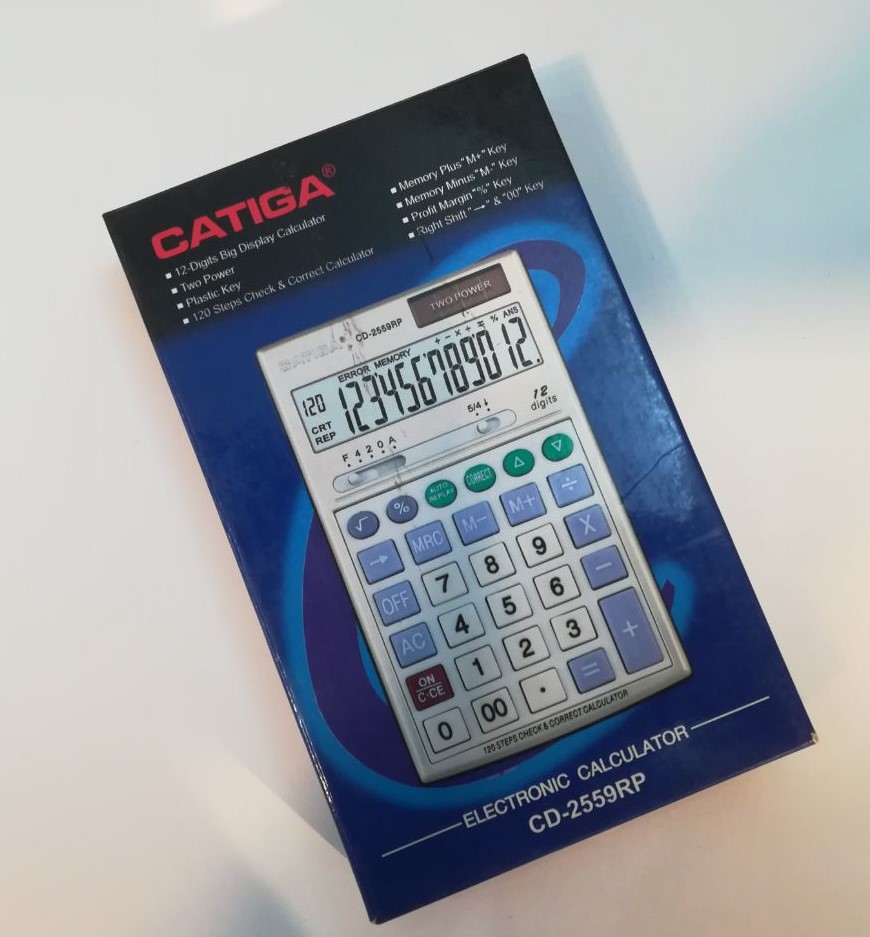 CATIGA®
▪ 12-Digits Big Display Calculator
▪ Two Power
▪ Plastic Key
▪ 120 Steps Check & Correct Calculator
▪ Memory Plus "M+" Key
▪ Memory Minus "M-" Key
▪ Profit Margin "%" Key
▪ Right Shift "→" & "00" Key
TWO POWER
CATIGA CD-2559RP
ERROR MEMORY + − × ÷ = % ANS
120 123456789012.
CRT
REP
12
digits
F 4 2 0 A
5/4 ↓
√ % AUTO REPLAY CORRECT △ ▽
→ MRC M− M+ ÷
OFF 7 8 9 X
AC 4 5 6 −
ON
C·CE 1 2 3 +
0 00 · =
120 STEPS CHECK & CORRECT CALCULATOR
ELECTRONIC CALCULATOR
CD-2559RP